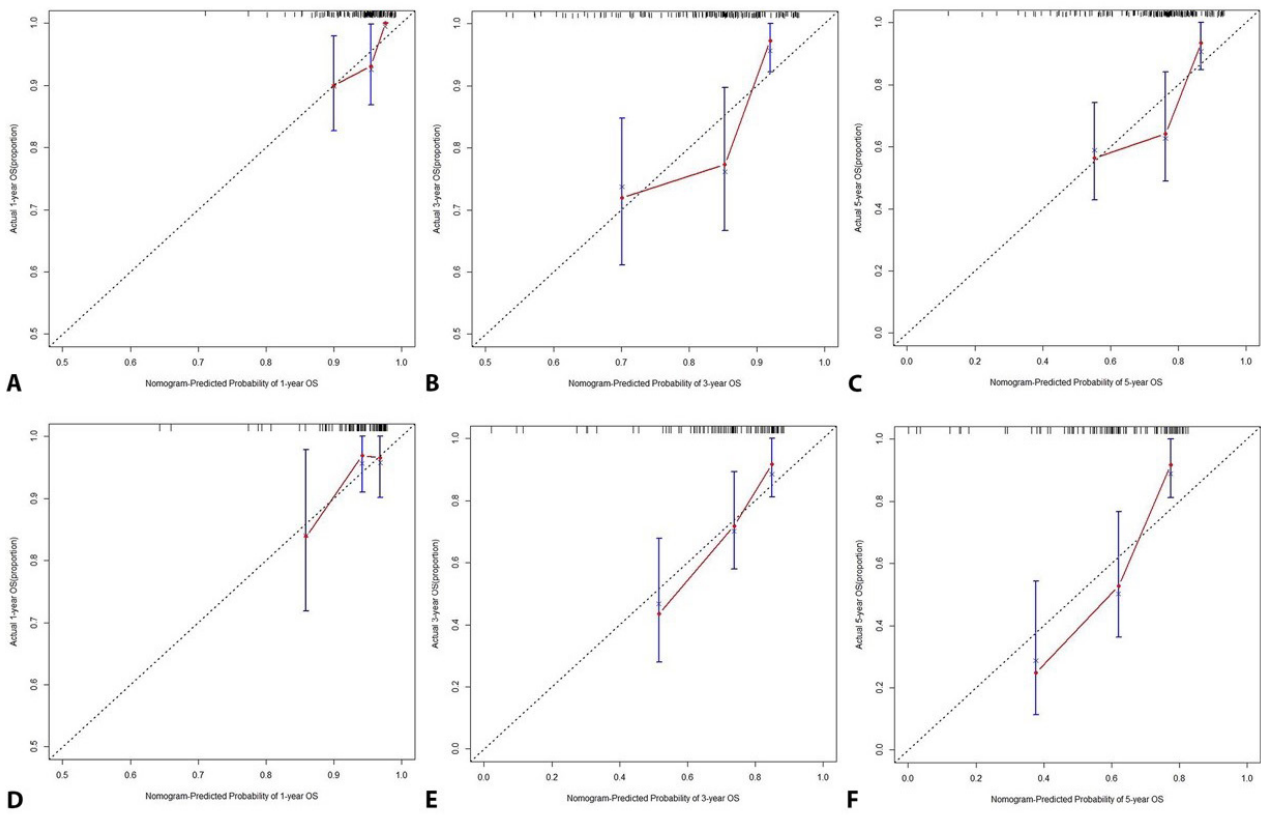 Actual 1-year OS(proportion)
1.0
0.9
0.8
0.7
0.6
0.5
0.5 0.6 0.7 0.8 0.9 1.0
Nomogram-Predicted Probability of 1-year OS
A
Actual 3-year OS(proportion)
1.0
0.9
0.8
0.7
0.6
0.5
0.5 0.6 0.7 0.8 0.9 1.0
Nomogram-Predicted Probability of 3-year OS
B
Actual 5-year OS(proportion)
1.0
0.8
0.6
0.4
0.2
0.0
0.0 0.2 0.4 0.6 0.8 1.0
Nomogram-Predicted Probability of 5-year OS
C
Actual 1-year OS(proportion)
1.0
0.9
0.8
0.7
0.6
0.5
0.5 0.6 0.7 0.8 0.9 1.0
Nomogram-Predicted Probability of 1-year OS
D
Actual 3-year OS(proportion)
1.0
0.8
0.6
0.4
0.2
0.0
0.0 0.2 0.4 0.6 0.8 1.0
Nomogram-Predicted Probability of 3-year OS
E
Actual 5-year OS(proportion)
1.0
0.8
0.6
0.4
0.2
0.0
0.0 0.2 0.4 0.6 0.8 1.0
Nomogram-Predicted Probability of 5-year OS
F